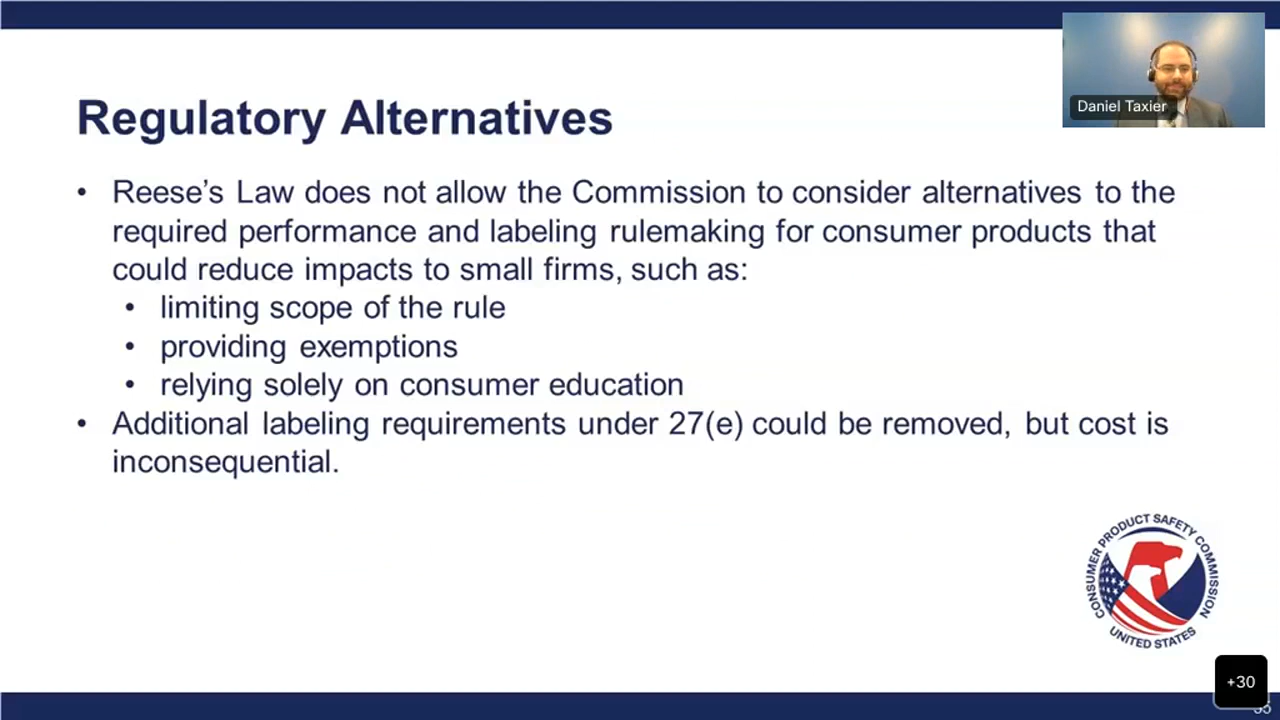 Daniel Taxier
Regulatory Alternatives
• Reese’s Law does not allow the Commission to consider alternatives to the
required performance and labeling rulemaking for consumer products that
could reduce impacts to small firms, such as:
• limiting scope of the rule
• providing exemptions
• relying solely on consumer education
• Additional labeling requirements under 27(e) could be removed, but cost is
inconsequential.
CONSUMER PRODUCT SAFETY COMMISSION
UNITED STATES
+30